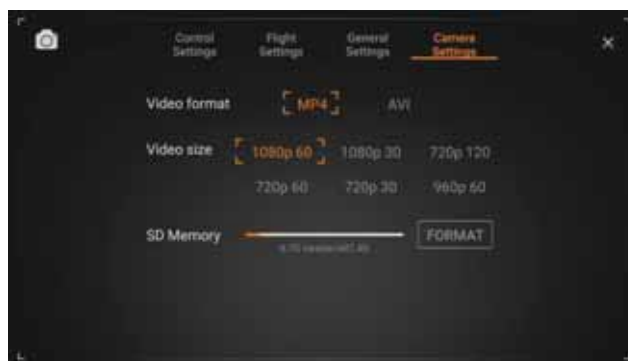 Control Settings
Flight Settings
General Settings
Camera Settings
×
Video format
MP4
AVI
Video size
1080p 60
1080p 30
720p 120
720p 60
720p 30
960p 60
SD Memory
FORMAT